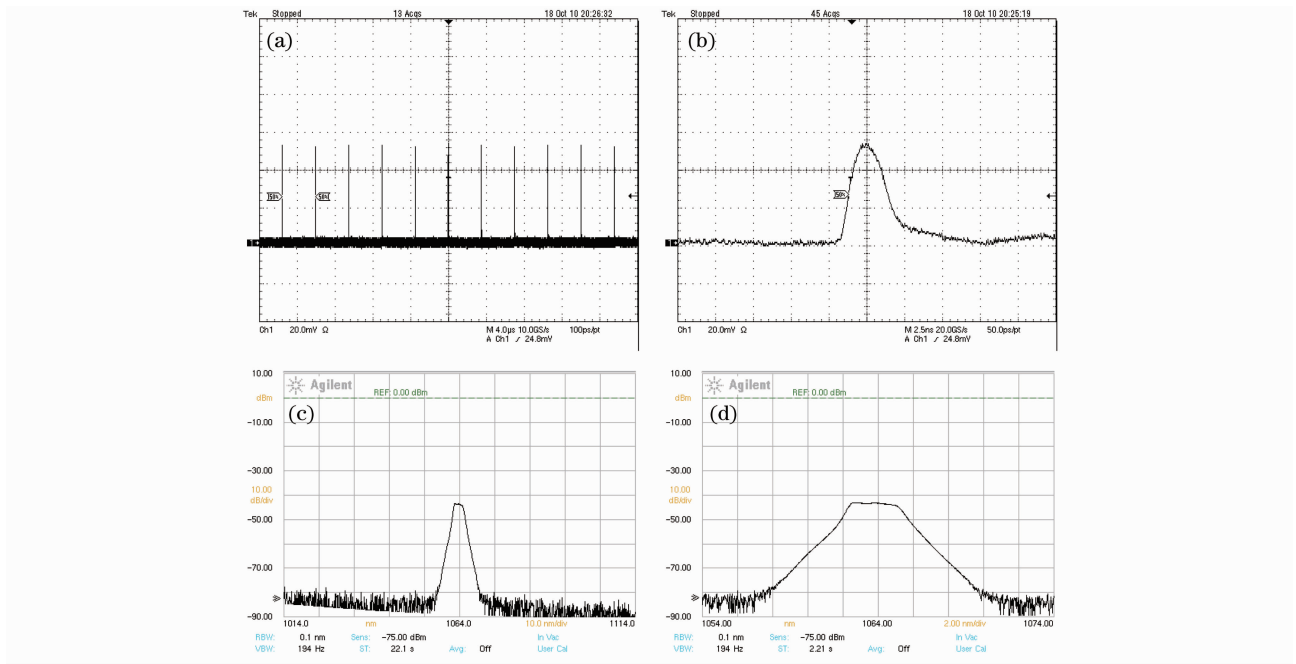 Tek Stopped 13 Acqs 18 Oct 10 20:26:32
(a)
50% 50%
1
Ch1 20.0mV Ω M 4.0µs 10.0GS/s 100ps/pt
A Ch1 / 24.8mV
Tek Stopped 45 Acqs 18 Oct 10 20:25:19
(b)
50%
1
Ch1 20.0mV Ω M 2.5ns 20.0GS/s 50.0ps/pt
A Ch1 / 24.8mV
10.00
Agilent
REF: 0.00 dBm
dBm
(c)
-10.00
-30.00
10.00
dB/div
-50.00
-70.00
-90.00
1014.0 nm 1064.0 10.0 nm/div 1114.0
RBW: 0.1 nm Sens: -75.00 dBm In Vac
VBW: 194 Hz ST: 22.1 s Avg: Off User Cal
10.00
Agilent
REF: 0.00 dBm
dBm
(d)
-10.00
-30.00
10.00
dB/div
-50.00
-70.00
-90.00
1054.00 nm 1064.00 2.00 nm/div 1074.00
RBW: 0.1 nm Sens: -75.00 dBm In Vac
VBW: 194 Hz ST: 2.21 s Avg: Off User Cal